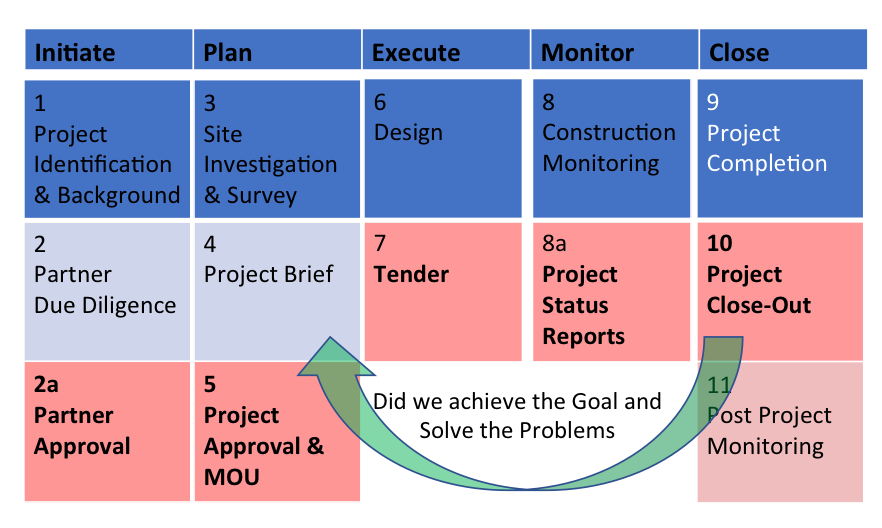 Initiate
Plan
Execute
Monitor
Close
1
Project
Identification
& Background
3
Site
Investigation
& Survey
6
Design
8
Construction
Monitoring
9
Project
Completion
2
Partner
Due Diligence
4
Project Brief
7
Tender
8a
Project
Status
Reports
10
Project
Close-Out
2a
Partner
Approval
5
Project
Approval &
MOU
Did we achieve the Goal and
Solve the Problems
11
Post Project
Monitoring